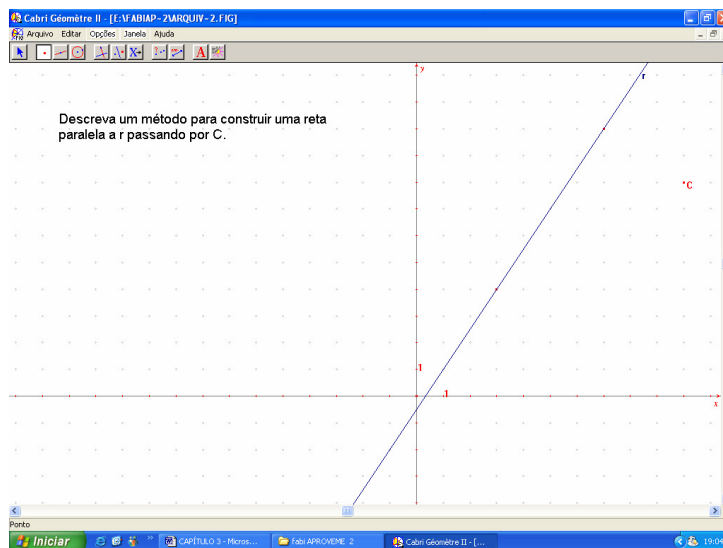 Cabri Géomètre II - [E:\FABIAP-2\ARQUIV-2.FIG]
Arquivo Editar Opções Janela Ajuda
A
y
r
Descreva um método para construir uma reta
paralela a r passando por C.
C
1
1
x
Ponto
Iniciar
CAPÍTULO 3 - Micros...
fabi APROVEME 2
Cabri Géomètre II - [...
19:04